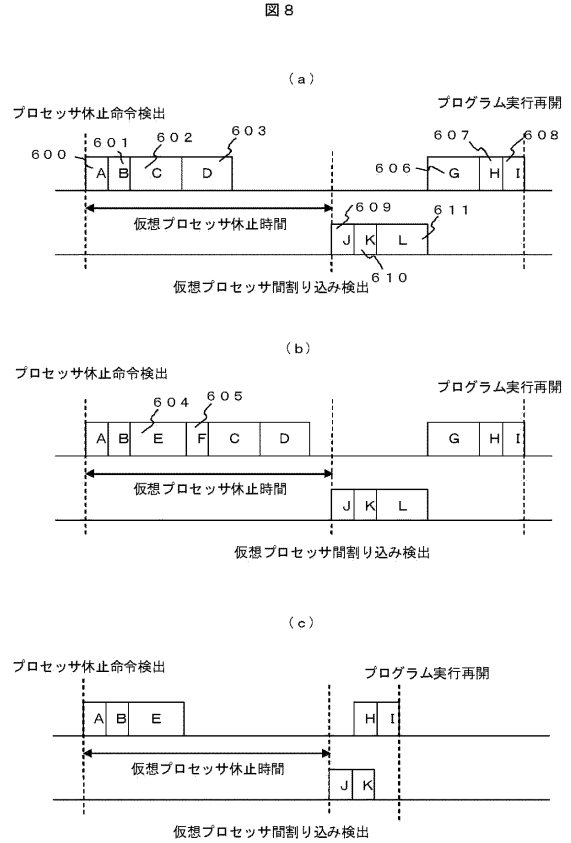 図8
(a)
プロセッサ休止命令検出
プログラム実行再開
600 601 602 603 606 607 608
A B C D G H I
仮想プロセッサ休止時間
609 611
J K L
610
仮想プロセッサ間割り込み検出
(b)
プロセッサ休止命令検出
プログラム実行再開
604 605
A B E F C D G H I
仮想プロセッサ休止時間
J K L
仮想プロセッサ間割り込み検出
(c)
プロセッサ休止命令検出
プログラム実行再開
A B E H I
仮想プロセッサ休止時間
J K
仮想プロセッサ間割り込み検出